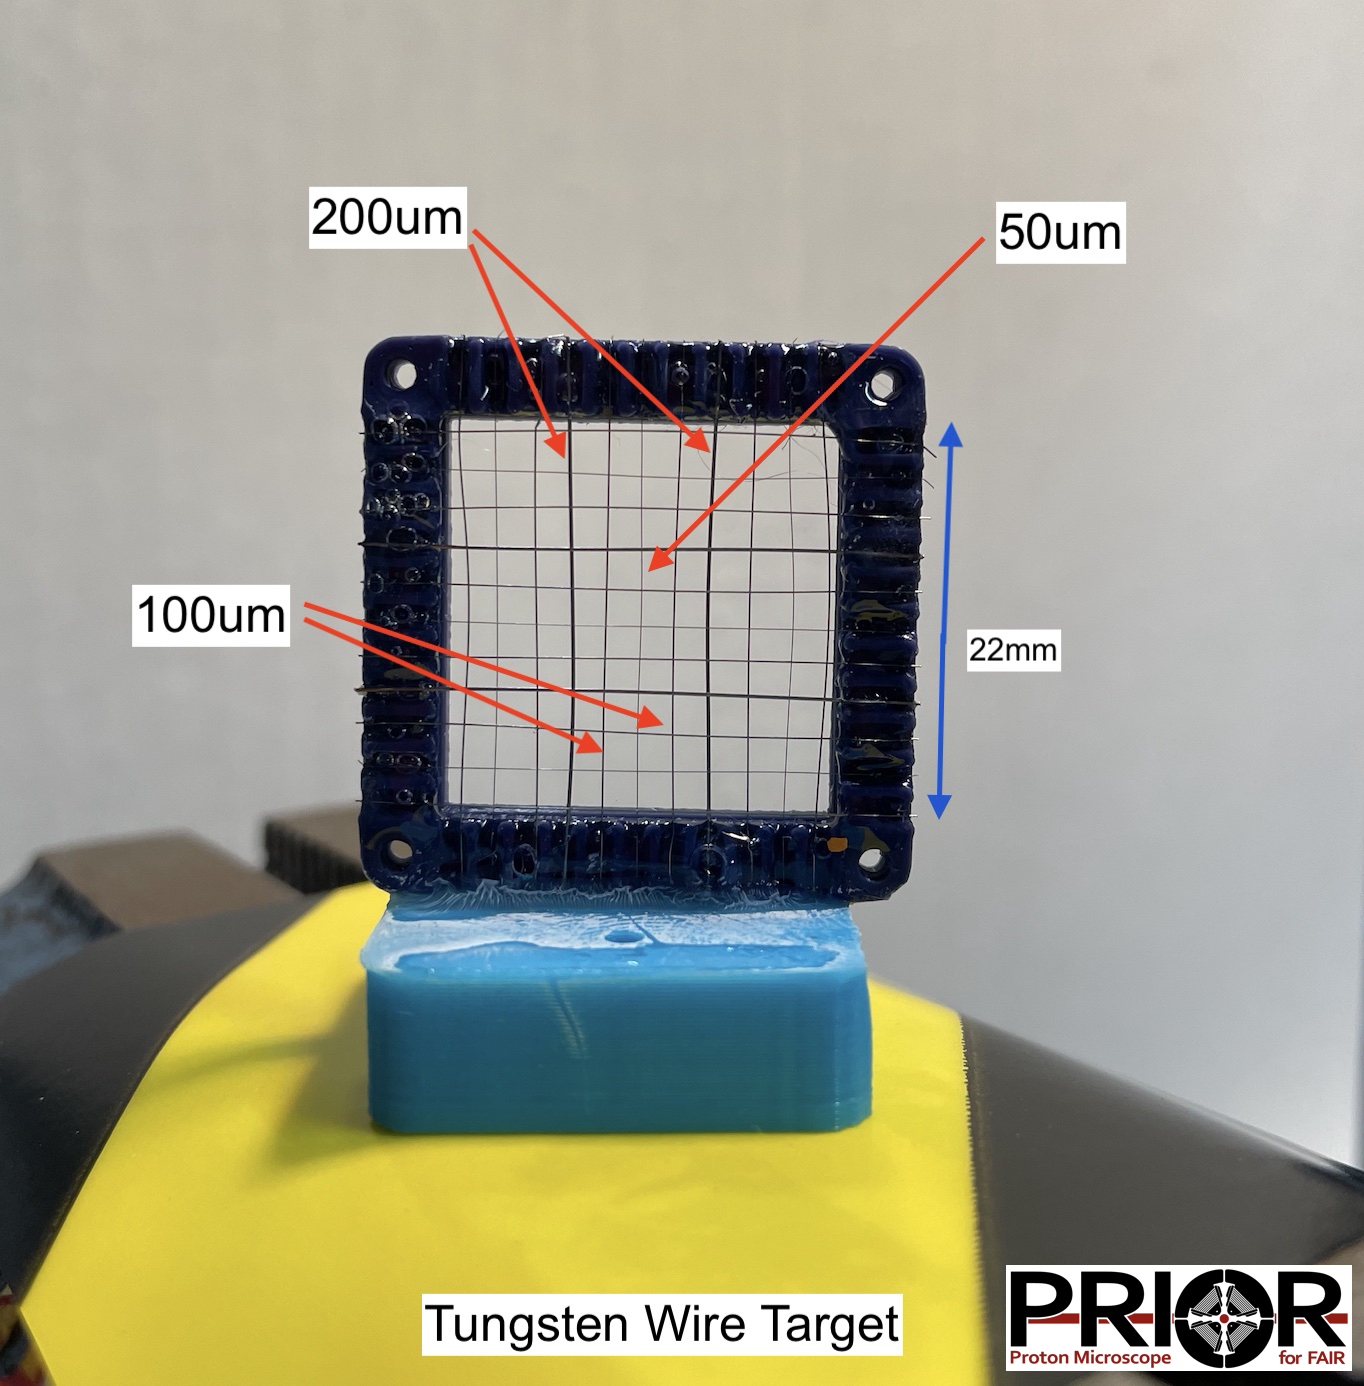 200um
50um
100um
22mm
Tungsten Wire Target
PRIOR
Proton Microscope for FAIR